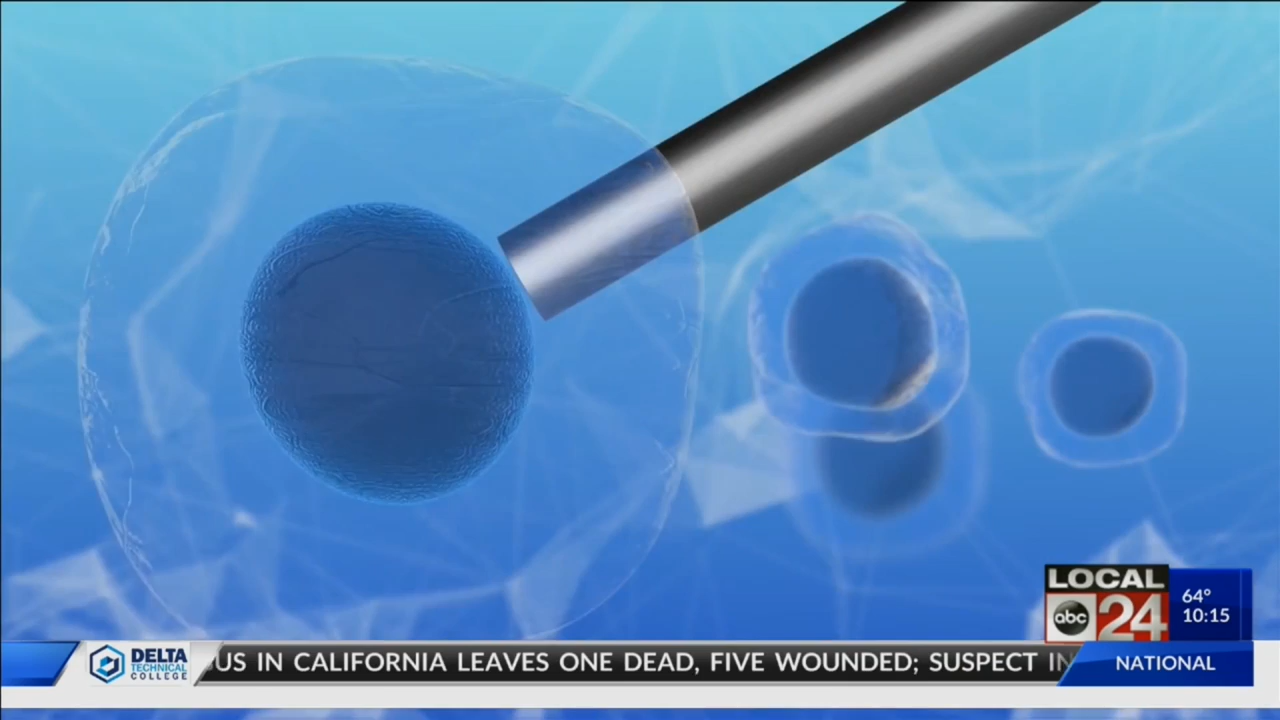 LOCAL
abc 24
64°
10:15
DELTA
TECHNICAL
COLLEGE
US IN CALIFORNIA LEAVES ONE DEAD, FIVE WOUNDED; SUSPECT IN
NATIONAL